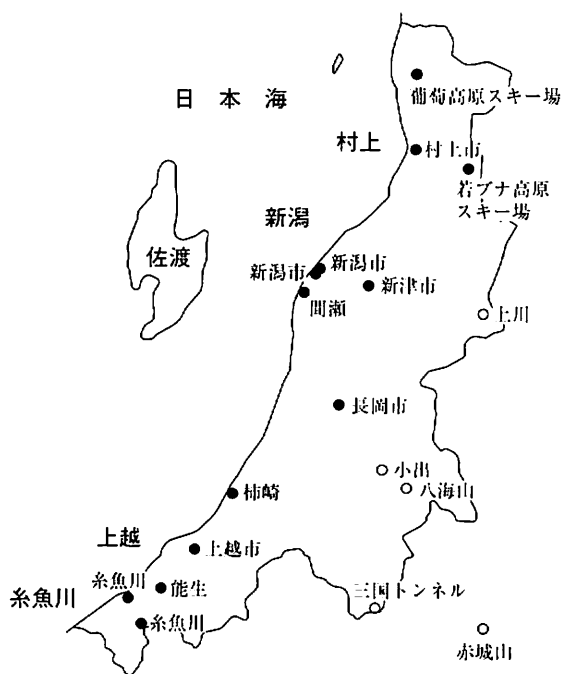 日本海
葡萄高原スキー場
村上
村上市
若ブナ高原
スキー場
新潟
佐渡
新潟市
新潟市
新津市
間瀬
上川
長岡市
小出
八海山
柿崎
上越
上越市
糸魚川
能生
糸魚川
三国トンネル
糸魚川
赤城山